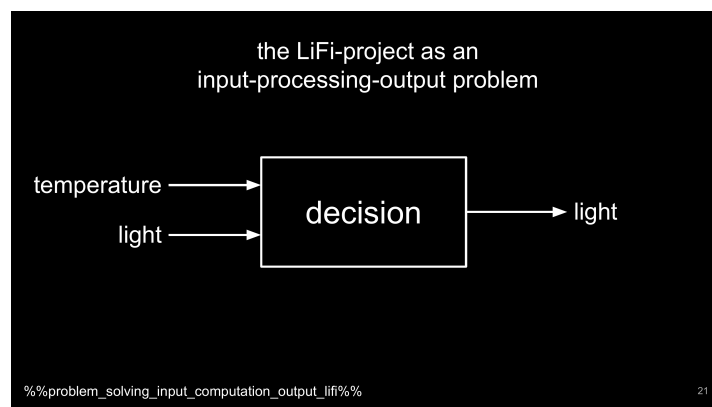 the LiFi-project as an
input-processing-output problem
temperature
light
decision
light
%%problem_solving_input_computation_output_lifi%%
21